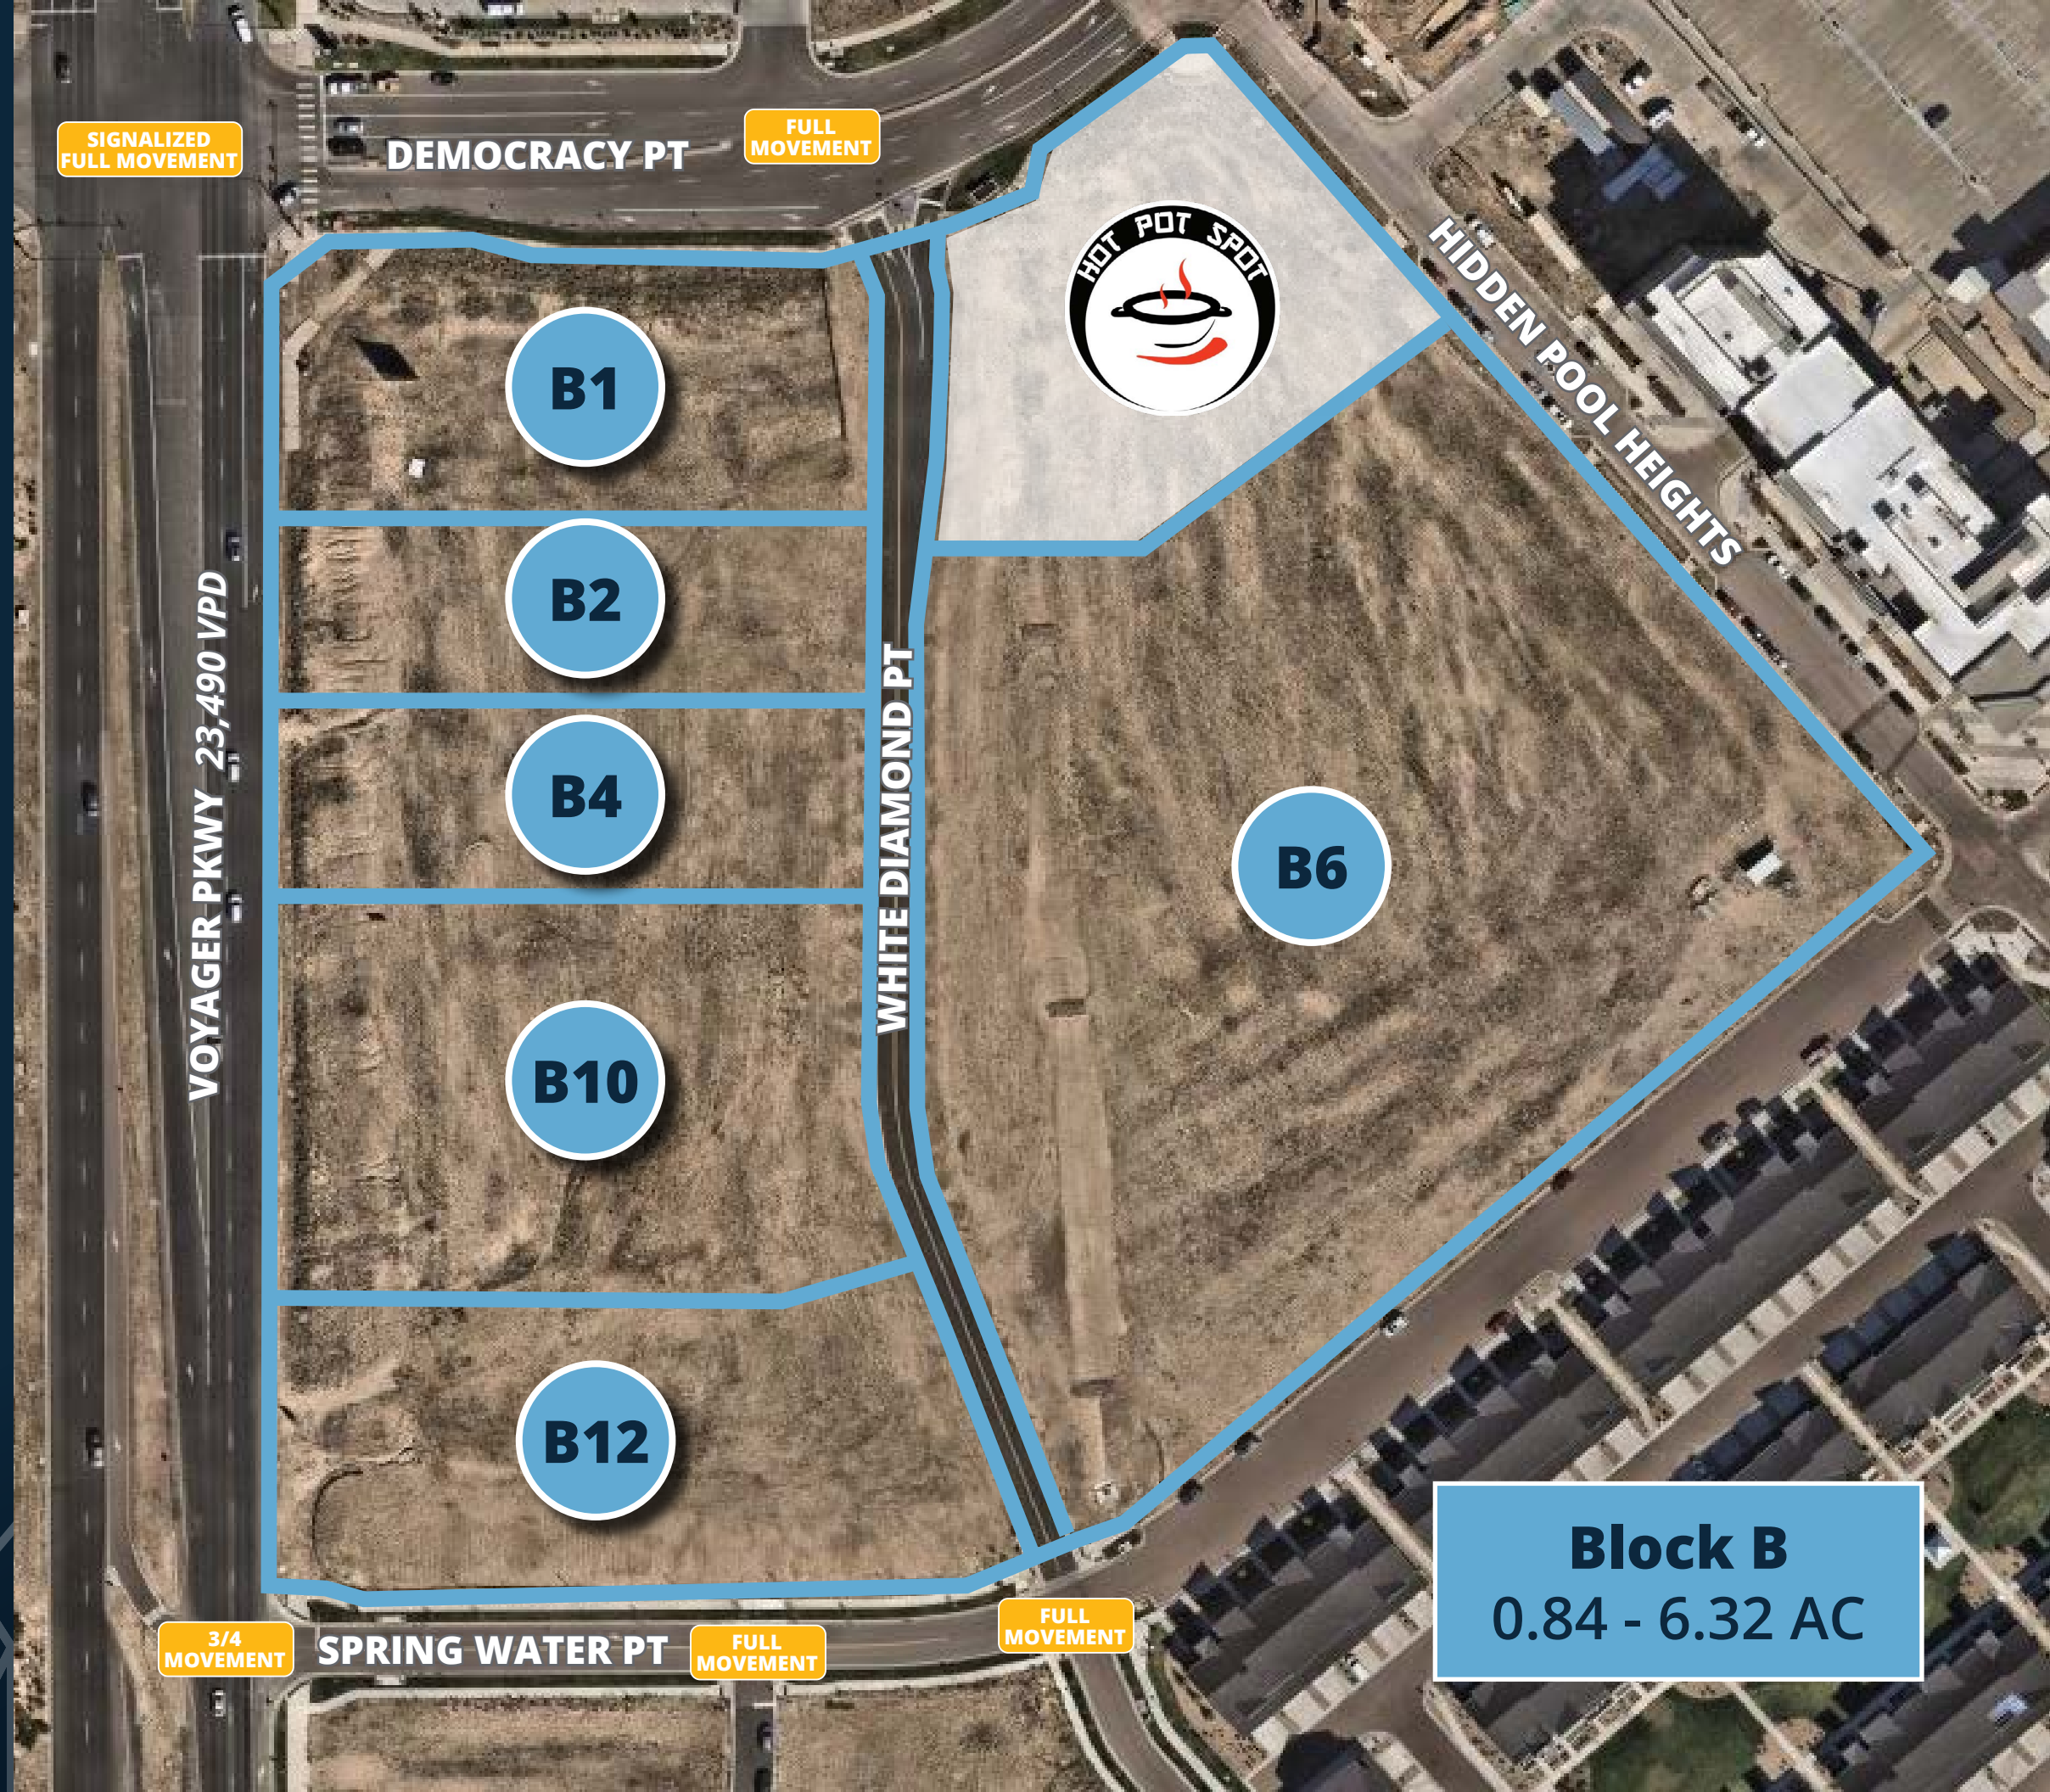 SIGNALIZED
FULL MOVEMENT
DEMOCRACY PT
FULL
MOVEMENT
HOT POT SPOT
HIDDEN POOL HEIGHTS
B1
B2
B4
B6
B10
B12
VOYAGER PKWY 23,490 VPD
WHITE DIAMOND PT
Block B
0.84 - 6.32 AC
3/4
MOVEMENT
SPRING WATER PT
FULL
MOVEMENT
FULL
MOVEMENT